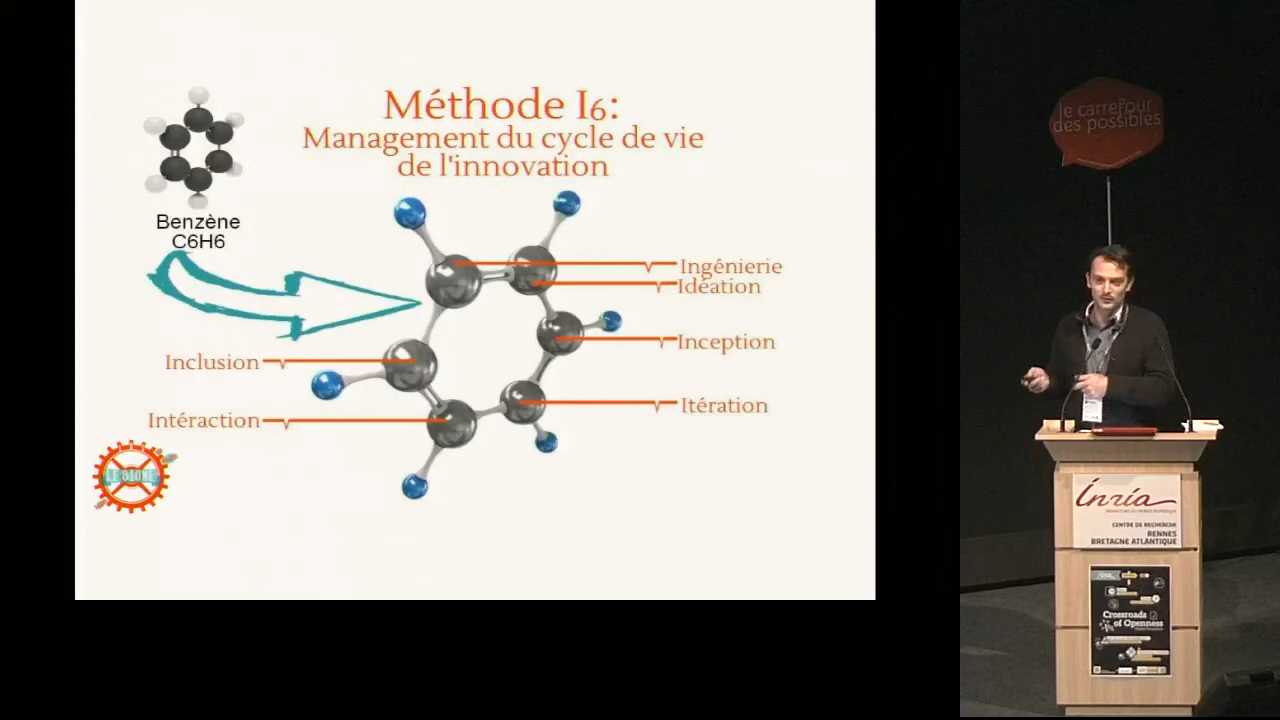 Méthode I6:
Management du cycle de vie
de l'innovation
Benzène
C6H6
Ingénierie
Idéation
Inception
Itération
Inclusion
Intéraction
le carrefour
des possibles
Inria
CENTRE DE RECHERCHE
RENNES
BRETAGNE ATLANTIQUE
Crossroads
of Openness